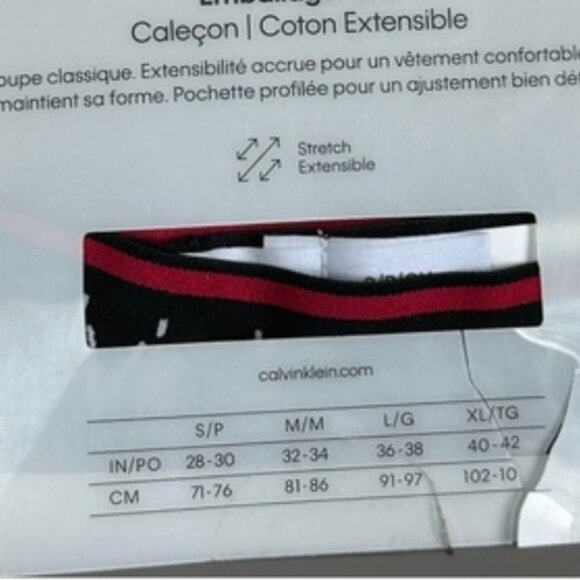 Caleçon | Coton Extensible
oupe classique. Extensibilité accrue pour un vêtement confortable
maintient sa forme. Pochette profilée pour un ajustement bien déf
Stretch
Extensible
calvinklein.com
S/P M/M L/G XL/TG
IN/PO 28-30 32-34 36-38 40-42
CM 71-76 81-86 91-97 102-10